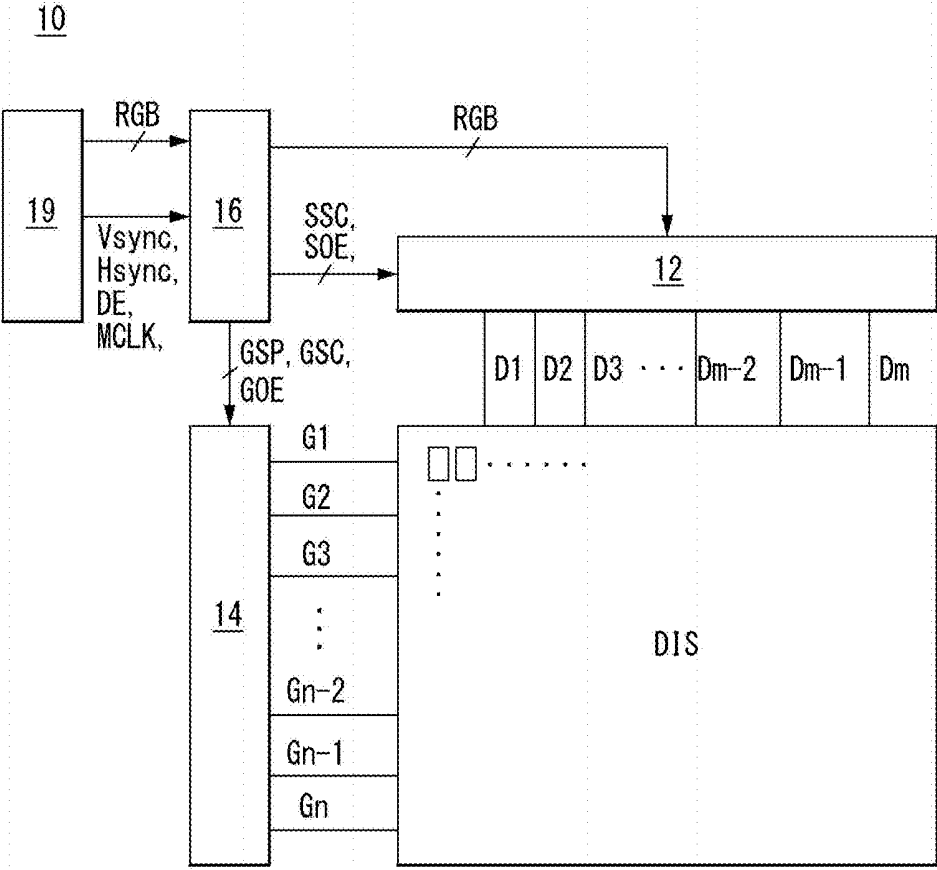 10
RGB
RGB
19
16
SSC,
SOE,
Vsync,
Hsync,
DE,
MCLK,
12
GSP, GSC,
GOE
D1 D2 D3 ··· Dm-2 Dm-1 Dm
G1
G2
G3
14
DIS
Gn-2
Gn-1
Gn